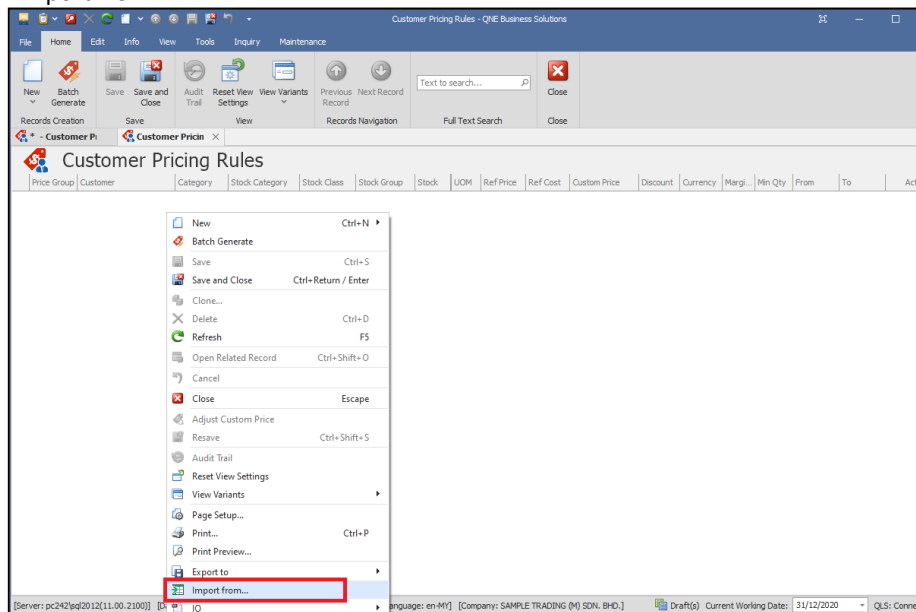 Customer Pricing Rules - QNE Business Solutions
File Home Edit Info View Tools Inquiry Maintenance
New Batch Generate Save Save and Close Audit Trail Reset View Settings View Variants Previous Record Next Record Text to search... Close
Records Creation Save View Records Navigation Full Text Search Close
* - Customer Pr Customer Pricin ×
Customer Pricing Rules
Price Group Customer Category Stock Category Stock Class Stock Group Stock UOM Ref Price Ref Cost Custom Price Discount Currency Margi... Min Qty From To Act
New Ctrl+N
Batch Generate
Save Ctrl+S
Save and Close Ctrl+Return / Enter
Clone...
Delete Ctrl+D
Refresh F5
Open Related Record Ctrl+Shift+O
Cancel
Close Escape
Adjust Custom Price
Resave Ctrl+Shift+S
Audit Trail
Reset View Settings
View Variants
Page Setup...
Print... Ctrl+P
Print Preview...
Export to
Import from...
IO
[Server: pc242\sql2012(11.00.2100)] [D anguage: en-MY] [Company: SAMPLE TRADING (M) SDN. BHD.] Draft(s) Current Working Date: 31/12/2020 QLS: Conne